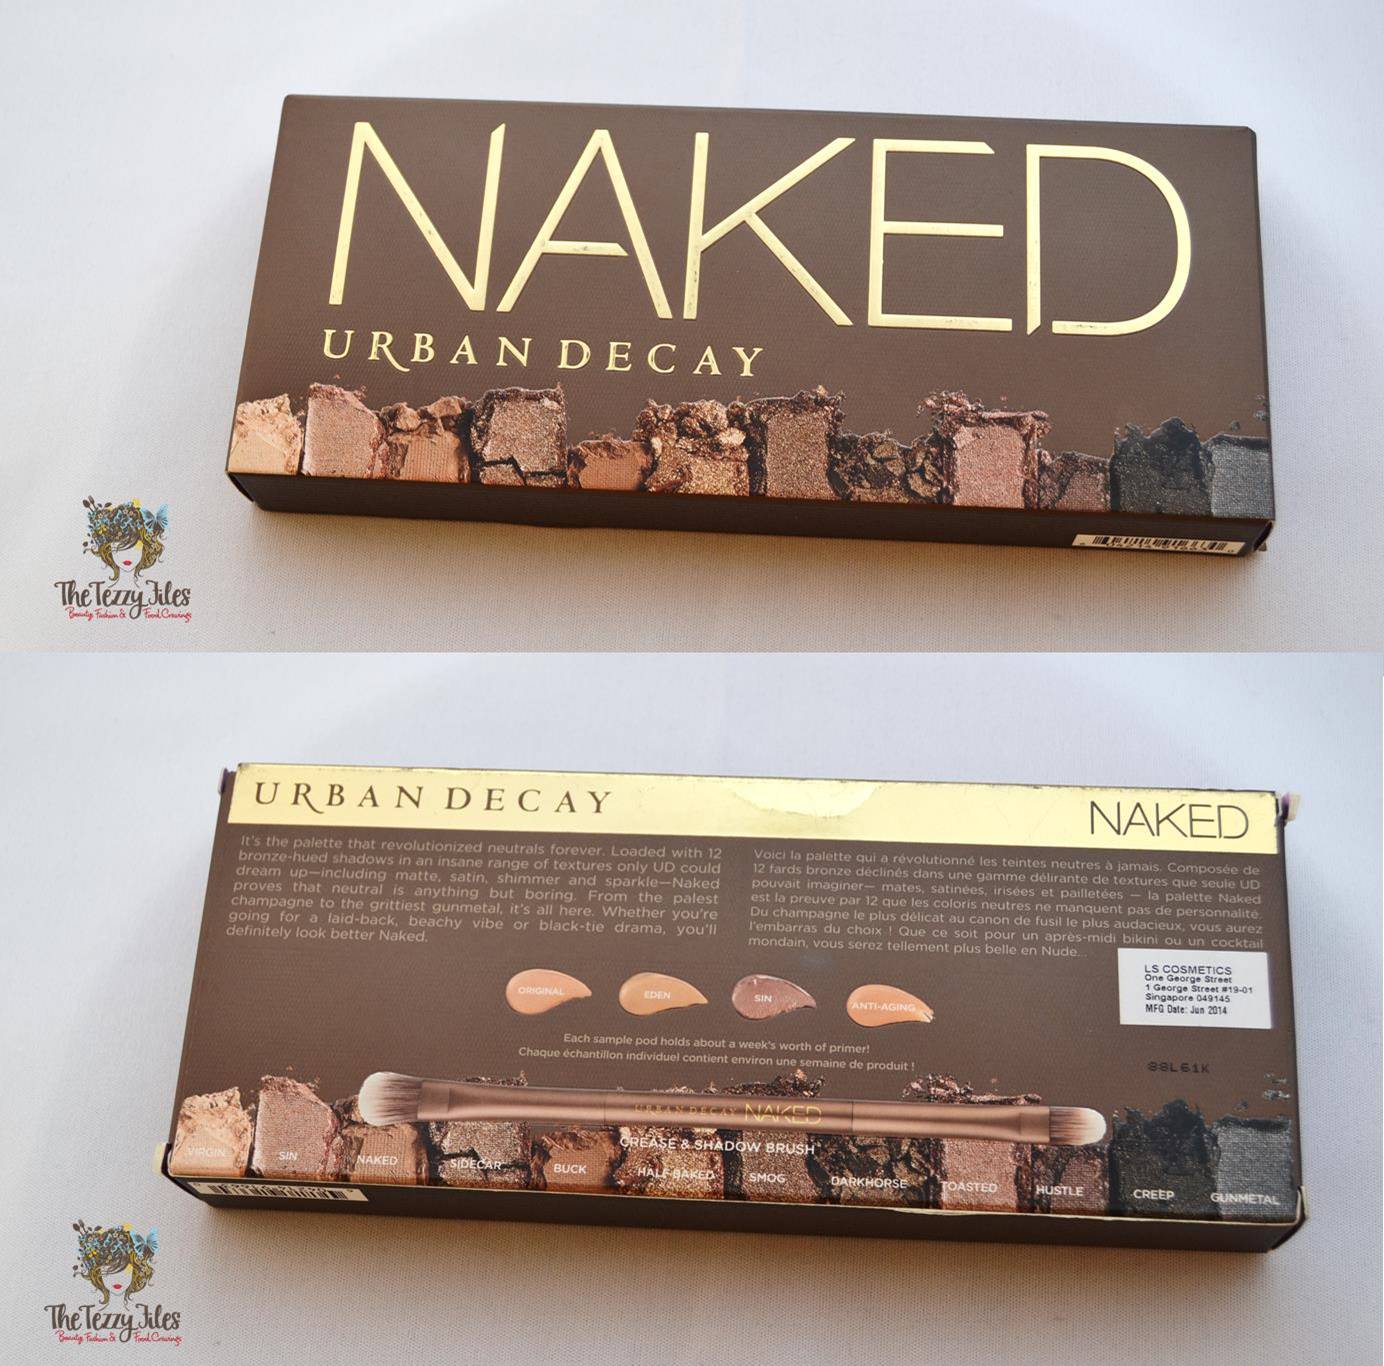 NAKED
URBAN DECAY
The Tezzy Files
Beauty, Fashion & Food Cravings
URBAN DECAY
NAKED
It's the palette that revolutionized neutrals forever. Loaded with 12
bronze-hued shadows in an insane range of textures only UD could
dream up—including matte, satin, shimmer and sparkle—Naked
proves that neutral is anything but boring. From the palest
champagne to the grittiest gunmetal, it's all here. Whether you're
going for a laid-back, beachy vibe or black-tie drama, you'll
definitely look better Naked.
Voici la palette qui a révolutionné les teintes neutres à jamais. Composée de
12 fards bronze déclinés dans une gamme délirante de textures que seule UD
pouvait imaginer— mates, satinées, irisées et pailletées — la palette Naked
est la preuve par 12 que les coloris neutres ne manquent pas de personnalité.
Du champagne le plus délicat au canon de fusil le plus audacieux, vous aurez
l'embarras du choix ! Que ce soit pour un après-midi bikini ou un cocktail
mondain, vous serez tellement plus belle en Nude...
LS COSMETICS
One George Street
1 George Street #19-01
Singapore 049145
MFG Date: Jun 2014
ORIGINAL
EDEN
SIN
ANTI-AGING
Each sample pod holds about a week's worth of primer!
Chaque échantillon individuel contient environ une semaine de produit !
URBAN DECAY NAKED
CREASE & SHADOW BRUSH
VIRGIN
SIN
NAKED
SIDECAR
BUCK
HALF BAKED
SMOG
DARKHORSE
TOASTED
HUSTLE
CREEP
GUNMETAL
The Tezzy Files
Beauty, Fashion & Food Cravings